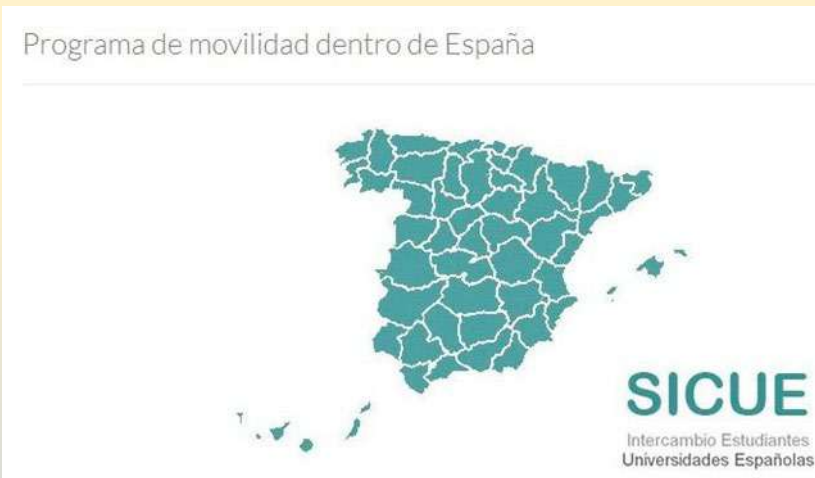 Programa de movilidad dentro de España
SICUE
Intercambio Estudiantes
Universidades Españolas